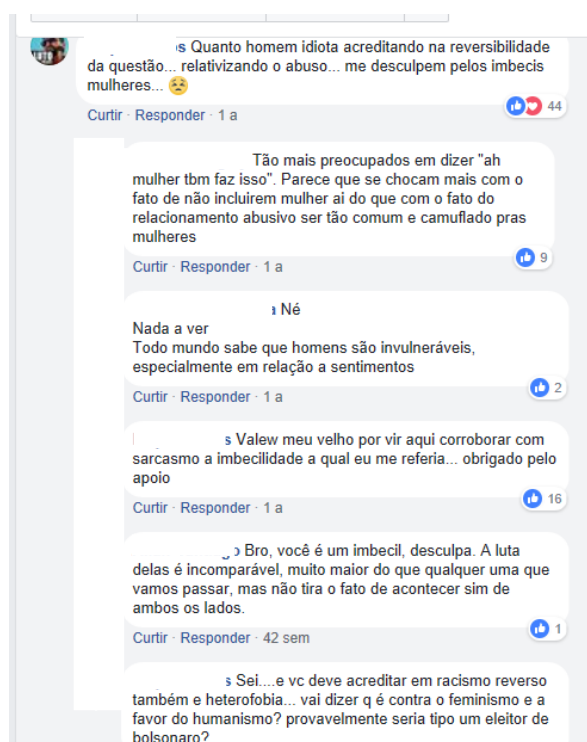 s Quanto homem idiota acreditando na reversibilidade
da questão... relativizando o abuso... me desculpem pelos imbecis
mulheres... 😣
Curtir · Responder · 1 a
44
Tão mais preocupados em dizer "ah
mulher tbm faz isso". Parece que se chocam mais com o
fato de não incluirem mulher ai do que com o fato do
relacionamento abusivo ser tão comum e camuflado pras
mulheres
9
Curtir · Responder · 1 a
a Né
Nada a ver
Todo mundo sabe que homens são invulneráveis,
especialmente em relação a sentimentos
2
Curtir · Responder · 1 a
s Valew meu velho por vir aqui corroborar com
sarcasmo a imbecilidade a qual eu me referia... obrigado pelo
apoio
16
Curtir · Responder · 1 a
o Bro, você é um imbecil, desculpa. A luta
delas é incomparável, muito maior do que qualquer uma que
vamos passar, mas não tira o fato de acontecer sim de
ambos os lados.
1
Curtir · Responder · 42 sem
s Sei....e vc deve acreditar em racismo reverso
também e heterofobia... vai dizer q é contra o feminismo e a
favor do humanismo? provavelmente seria tipo um eleitor de
bolsonaro?